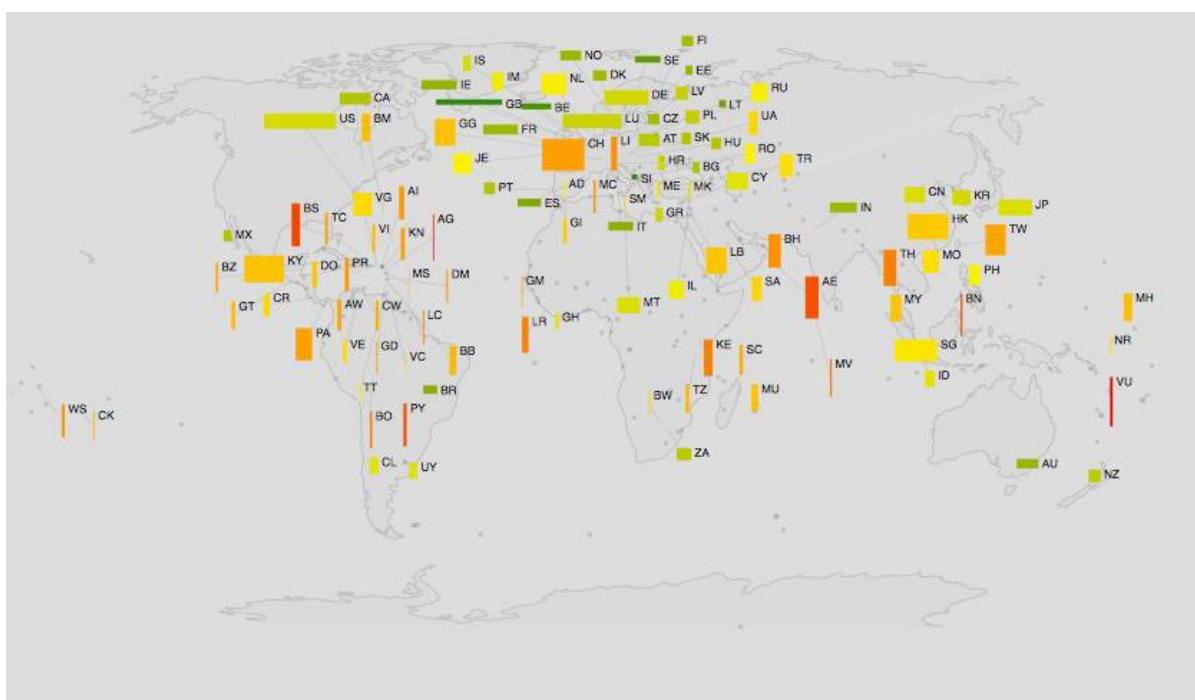 FI
NO
SE
IS
EE
IM
NL
DK
IE
DE
LV
RU
CA
GB
BE
LT
US
BM
GG
LU
CZ
PL
UA
FR
CH
LI
AT
SK
HU
JE
HR
BG
RO
TR
SI
CY
PT
AD
MC
ME
MK
VG
AI
ES
SM
CN
KR
BS
TC
AG
GR
IN
JP
MX
VI
KN
GI
IT
HK
TW
BH
BZ
KY
DO
PR
MS
DM
GM
LB
TH
MO
PH
IL
SA
AE
GT
CR
AW
CW
LC
LR
GH
MT
MY
BN
MH
PA
VE
GD
VC
BB
KE
SC
SG
NR
MV
TT
BR
BW
TZ
MU
ID
VU
WS
CK
BO
PY
CL
UY
ZA
AU
NZ